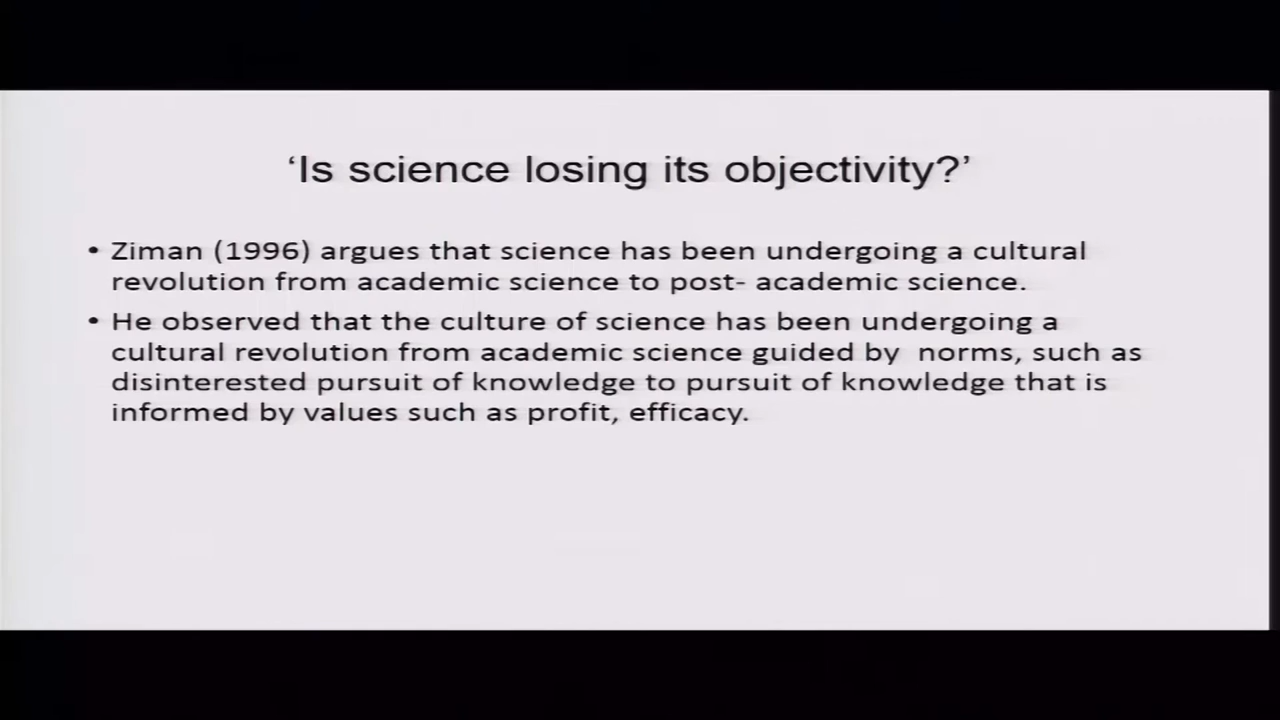 ‘Is science losing its objectivity?’
• Ziman (1996) argues that science has been undergoing a cultural
revolution from academic science to post- academic science.
• He observed that the culture of science has been undergoing a
cultural revolution from academic science guided by  norms, such as
disinterested pursuit of knowledge to pursuit of knowledge that is
informed by values such as profit, efficacy.